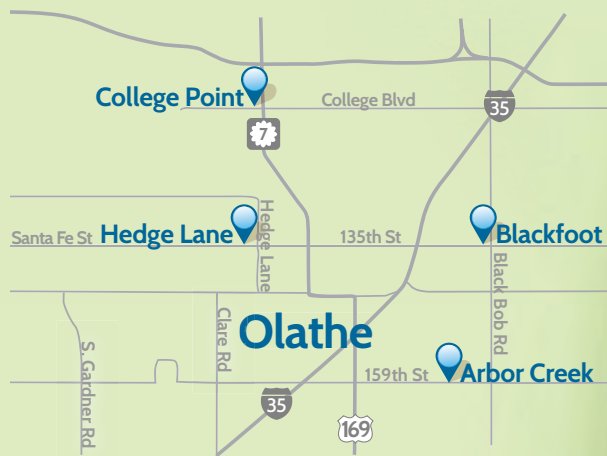 College Point
College Blvd
35
7
Hedge Lane
Santa Fe St
Hedge Lane
135th St
Blackfoot
Black Bob Rd
Olathe
Clare Rd
S. Gardner Rd
159th St
Arbor Creek
35
169